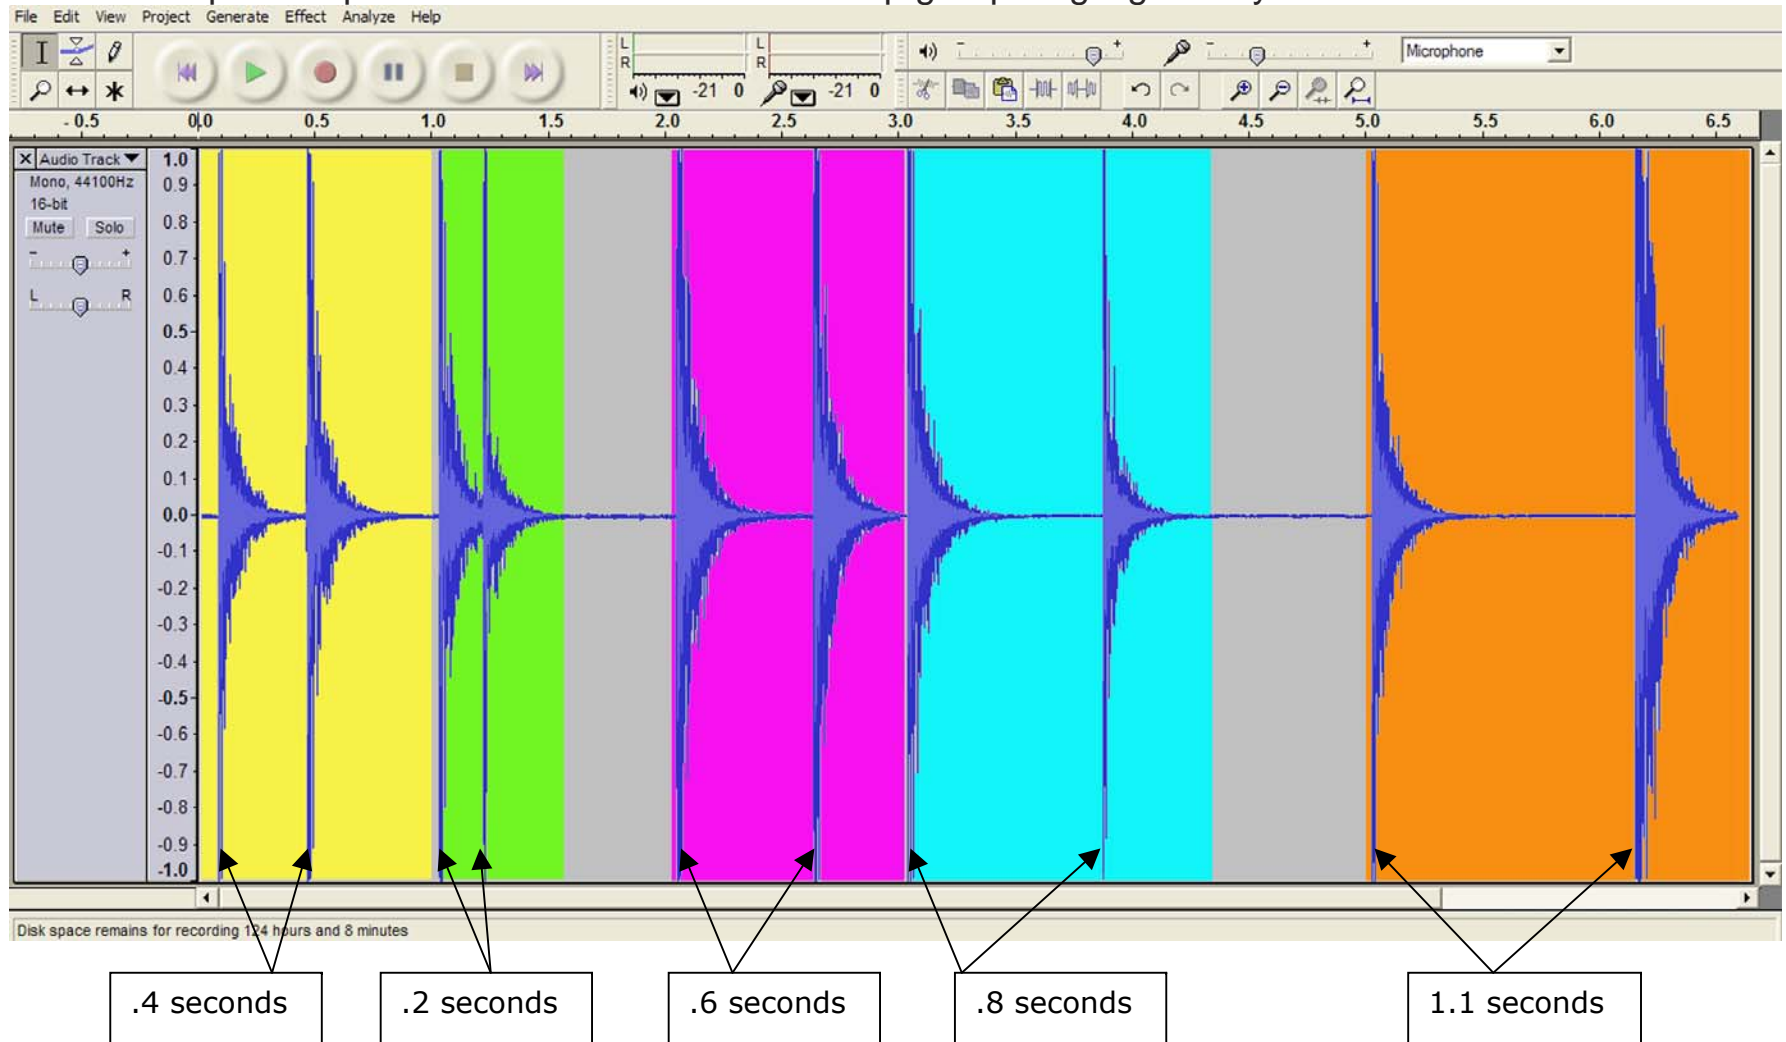 File Edit View Project Generate Effect Analyze Help
L
R
L
R
-21 0
-21 0
- + - +
Microphone
- 0.5 0.0 0.5 1.0 1.5 2.0 2.5 3.0 3.5 4.0 4.5 5.0 5.5 6.0 6.5
X Audio Track
Mono, 44100Hz
16-bit
Mute Solo
- +
L R
1.0
0.9
0.8
0.7
0.6
0.5
0.4
0.3
0.2
0.1
0.0
-0.1
-0.2
-0.3
-0.4
-0.5
-0.6
-0.7
-0.8
-0.9
-1.0
Disk space remains for recording 124 hours and 8 minutes
.4 seconds
.2 seconds
.6 seconds
.8 seconds
1.1 seconds